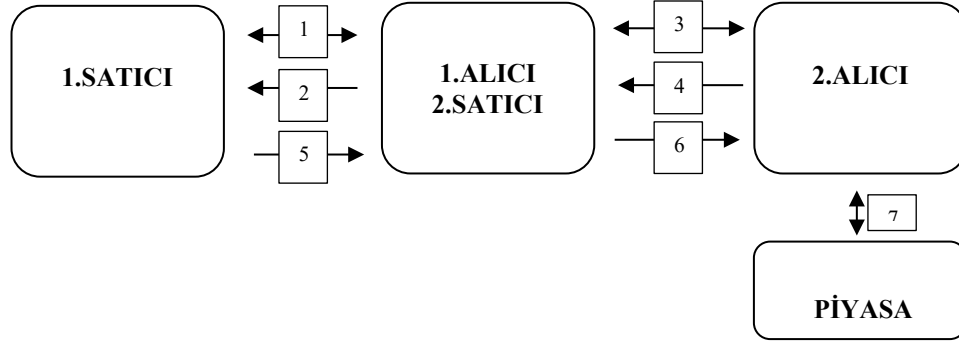 1.SATICI
1
2
5
1.ALICI
2.SATICI
3
4
6
2.ALICI
7
PİYASA